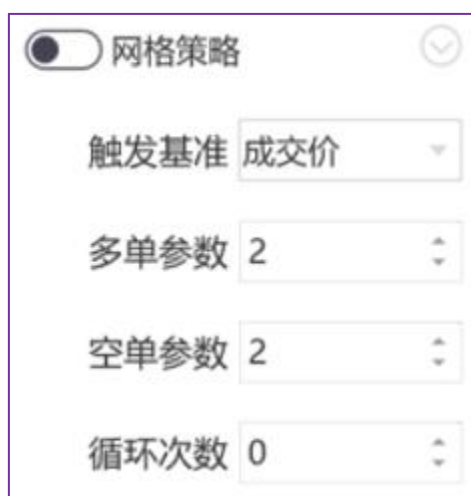 网格策略
触发基准 成交价
多单参数 2
空单参数 2
循环次数 0